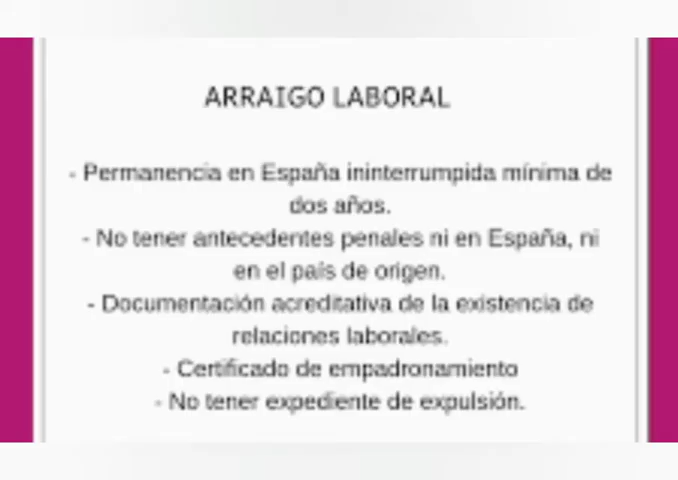 ARRAIGO LABORAL
- Permanencia en España ininterrumpida mínima de
dos años.
- No tener antecedentes penales ni en España, ni
en el país de origen.
- Documentación acreditativa de la existencia de
relaciones laborales.
- Certificado de empadronamiento
- No tener expediente de expulsión.